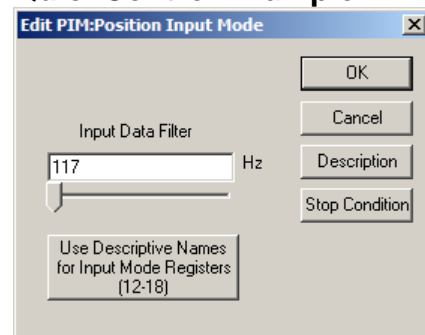 Edit PIM:Position Input Mode
OK
Cancel
Input Data Filter
117
Hz
Description
Stop Condition
Use Descriptive Names
for Input Mode Registers
(12-18)